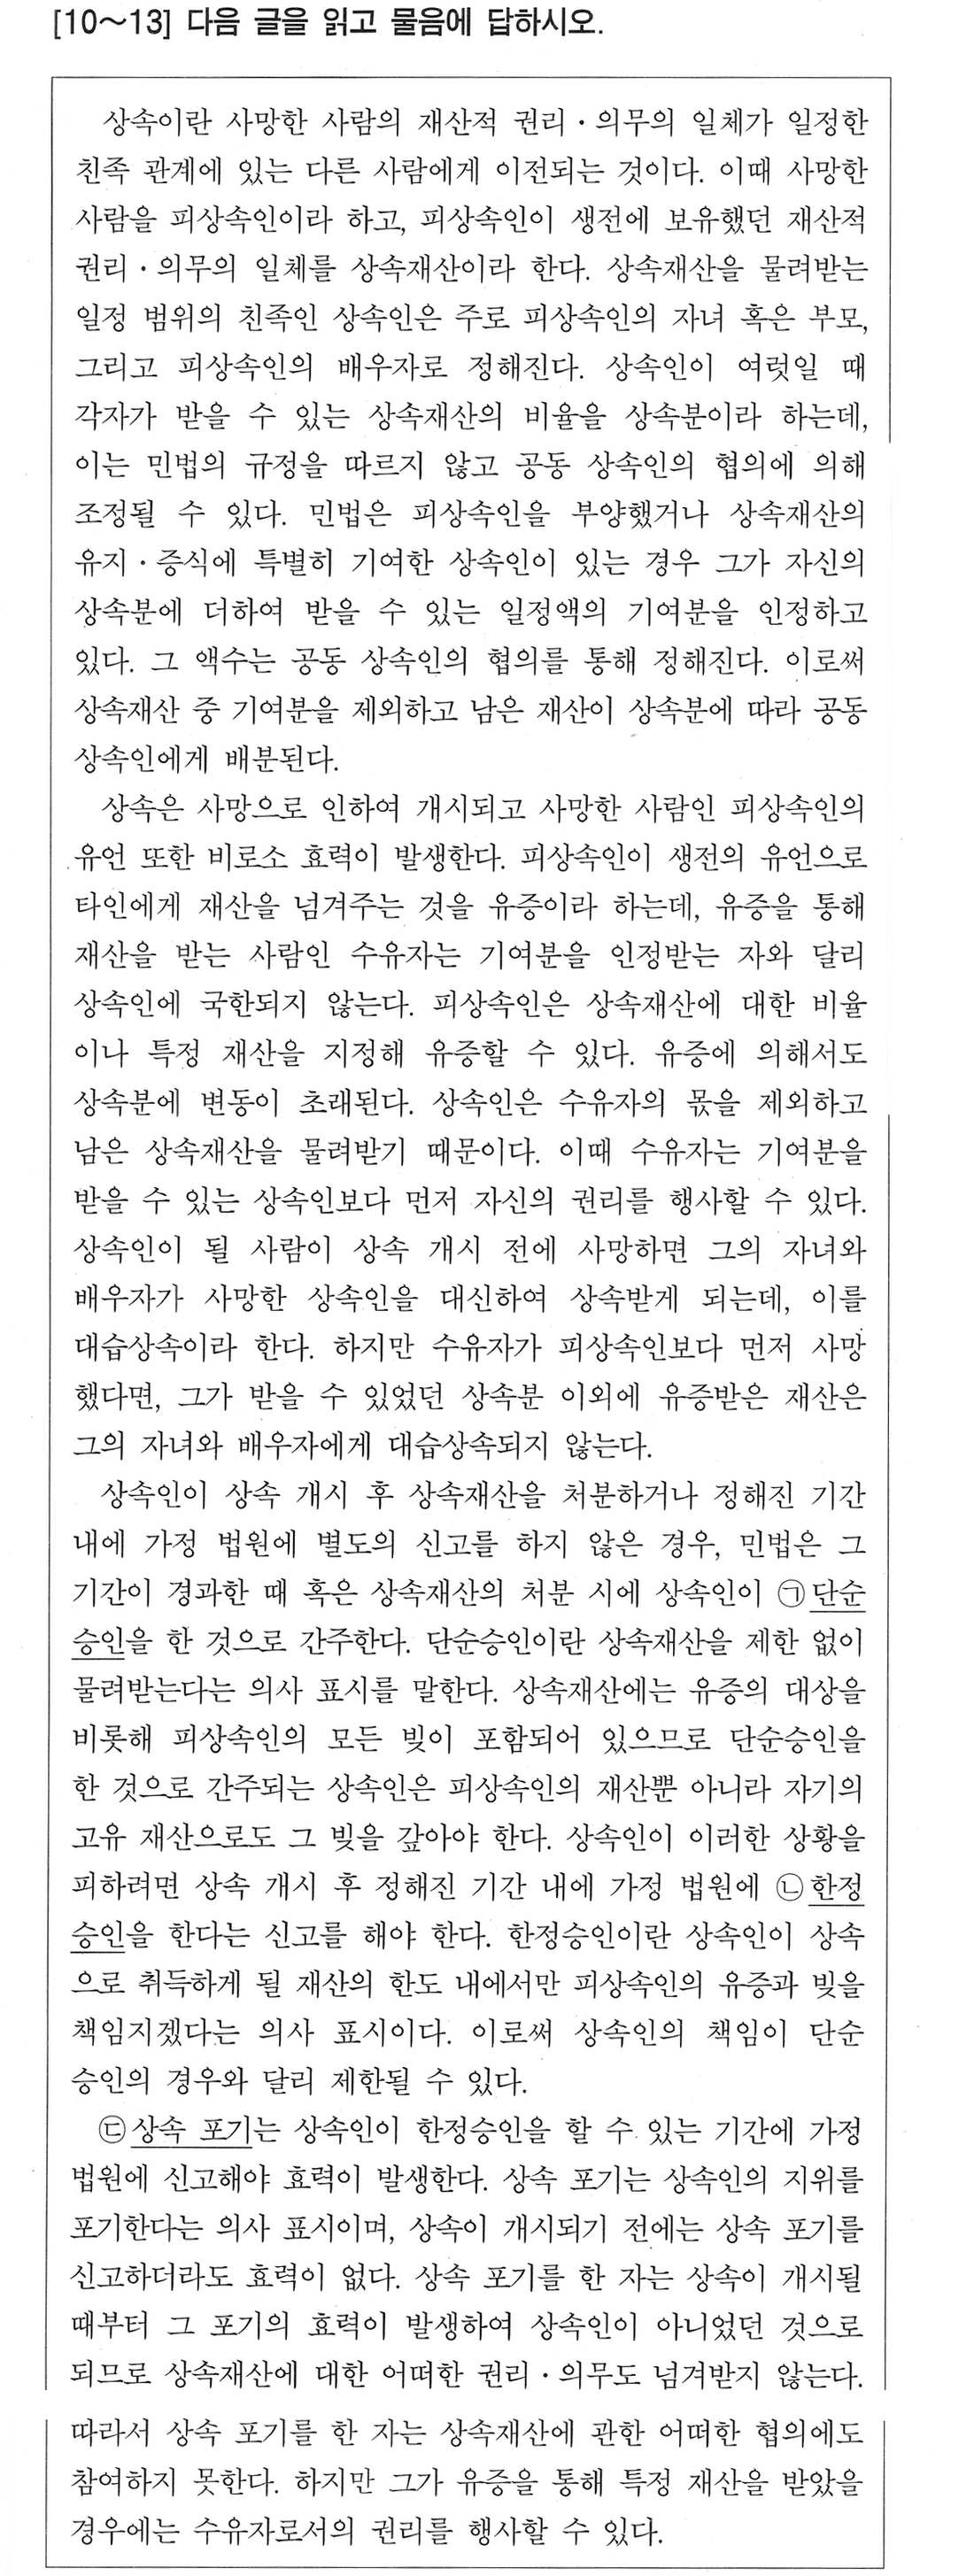 [10～13] 다음 글을 읽고 물음에 답하시오.
상속이란 사망한 사람의 재산적 권리·의무의 일체가 일정한
친족 관계에 있는 다른 사람에게 이전되는 것이다. 이때 사망한
사람을 피상속인이라 하고, 피상속인이 생전에 보유했던 재산적
권리·의무의 일체를 상속재산이라 한다. 상속재산을 물려받는
일정 범위의 친족인 상속인은 주로 피상속인의 자녀 혹은 부모,
그리고 피상속인의 배우자로 정해진다. 상속인이 여럿일 때
각자가 받을 수 있는 상속재산의 비율을 상속분이라 하는데,
이는 민법의 규정을 따르지 않고 공동 상속인의 협의에 의해
조정될 수 있다. 민법은 피상속인을 부양했거나 상속재산의
유지·증식에 특별히 기여한 상속인이 있는 경우 그가 자신의
상속분에 더하여 받을 수 있는 일정액의 기여분을 인정하고
있다. 그 액수는 공동 상속인의 협의를 통해 정해진다. 이로써
상속재산 중 기여분을 제외하고 남은 재산이 상속분에 따라 공동
상속인에게 배분된다.
상속은 사망으로 인하여 개시되고 사망한 사람인 피상속인의
유언 또한 비로소 효력이 발생한다. 피상속인이 생전의 유언으로
타인에게 재산을 넘겨주는 것을 유증이라 하는데, 유증을 통해
재산을 받는 사람인 수유자는 기여분을 인정받는 자와 달리
상속인에 국한되지 않는다. 피상속인은 상속재산에 대한 비율
이나 특정 재산을 지정해 유증할 수 있다. 유증에 의해서도
상속분에 변동이 초래된다. 상속인은 수유자의 몫을 제외하고
남은 상속재산을 물려받기 때문이다. 이때 수유자는 기여분을
받을 수 있는 상속인보다 먼저 자신의 권리를 행사할 수 있다.
상속인이 될 사람이 상속 개시 전에 사망하면 그의 자녀와
배우자가 사망한 상속인을 대신하여 상속받게 되는데, 이를
대습상속이라 한다. 하지만 수유자가 피상속인보다 먼저 사망
했다면, 그가 받을 수 있었던 상속분 이외에 유증받은 재산은
그의 자녀와 배우자에게 대습상속되지 않는다.
상속인이 상속 개시 후 상속재산을 처분하거나 정해진 기간
내에 가정 법원에 별도의 신고를 하지 않은 경우, 민법은 그
기간이 경과한 때 혹은 상속재산의 처분 시에 상속인이 ㉠단순
승인을 한 것으로 간주한다. 단순승인이란 상속재산을 제한 없이
물려받는다는 의사 표시를 말한다. 상속재산에는 유증의 대상을
비롯해 피상속인의 모든 빚이 포함되어 있으므로 단순승인을
한 것으로 간주되는 상속인은 피상속인의 재산뿐 아니라 자기의
고유 재산으로도 그 빚을 갚아야 한다. 상속인이 이러한 상황을
피하려면 상속 개시 후 정해진 기간 내에 가정 법원에 ㉡한정
승인을 한다는 신고를 해야 한다. 한정승인이란 상속인이 상속
으로 취득하게 될 재산의 한도 내에서만 피상속인의 유증과 빚을
책임지겠다는 의사 표시이다. 이로써 상속인의 책임이 단순
승인의 경우와 달리 제한될 수 있다.
㉢상속 포기는 상속인이 한정승인을 할 수 있는 기간에 가정
법원에 신고해야 효력이 발생한다. 상속 포기는 상속인의 지위를
포기한다는 의사 표시이며, 상속이 개시되기 전에는 상속 포기를
신고하더라도 효력이 없다. 상속 포기를 한 자는 상속이 개시될
때부터 그 포기의 효력이 발생하여 상속인이 아니었던 것으로
되므로 상속재산에 대한 어떠한 권리·의무도 넘겨받지 않는다.
따라서 상속 포기를 한 자는 상속재산에 관한 어떠한 협의에도
참여하지 못한다. 하지만 그가 유증을 통해 특정 재산을 받았을
경우에는 수유자로서의 권리를 행사할 수 있다.